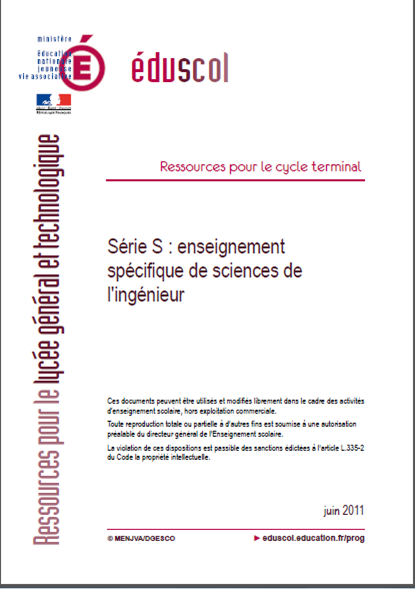 ministère
éducation
nationale
jeunesse
vie associative
É
éduscol
Ressources pour le lycée général et technologique
Ressources pour le cycle terminal
Série S : enseignement
spécifique de sciences de
l'ingénieur
Ces documents peuvent être utilisés et modifiés librement dans le cadre des activités
d'enseignement scolaire, hors exploitation commerciale.
Toute reproduction totale ou partielle à d'autres fins est soumise à une autorisation
préalable du directeur général de l'Enseignement scolaire.
La violation de ces dispositions est passible des sanctions édictées à l'article L.335-2
du Code la propriété intellectuelle.
juin 2011
© MENJVA/DGESCO
► eduscol.education.fr/prog